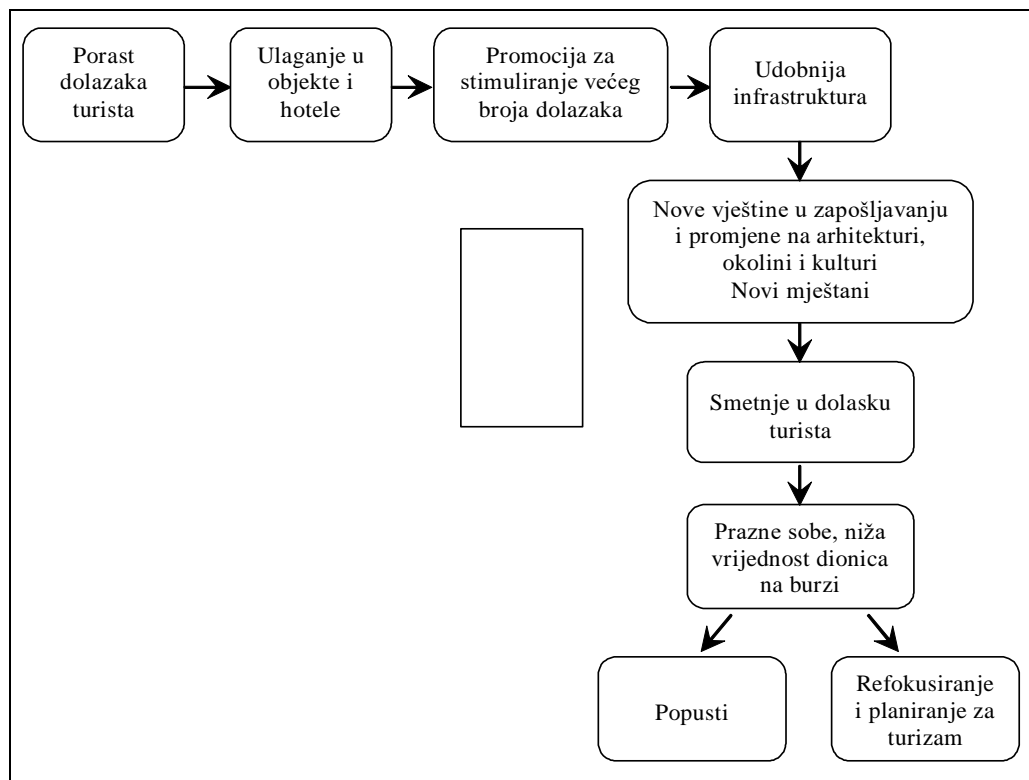 Porast
dolazaka
turista
Ulaganje u
objekte i
hotele
Promocija za
stimuliranje većeg
broja dolazaka
Udobnija
infrastruktura
Nove vještine u zapošljavanju
i promjene na arhitekturi,
okolini i kulturi
Novi mještani
Smetnje u dolasku
turista
Prazne sobe, niža
vrijednost dionica
na burzi
Popusti
Refokusiranje
i planiranje za
turizam